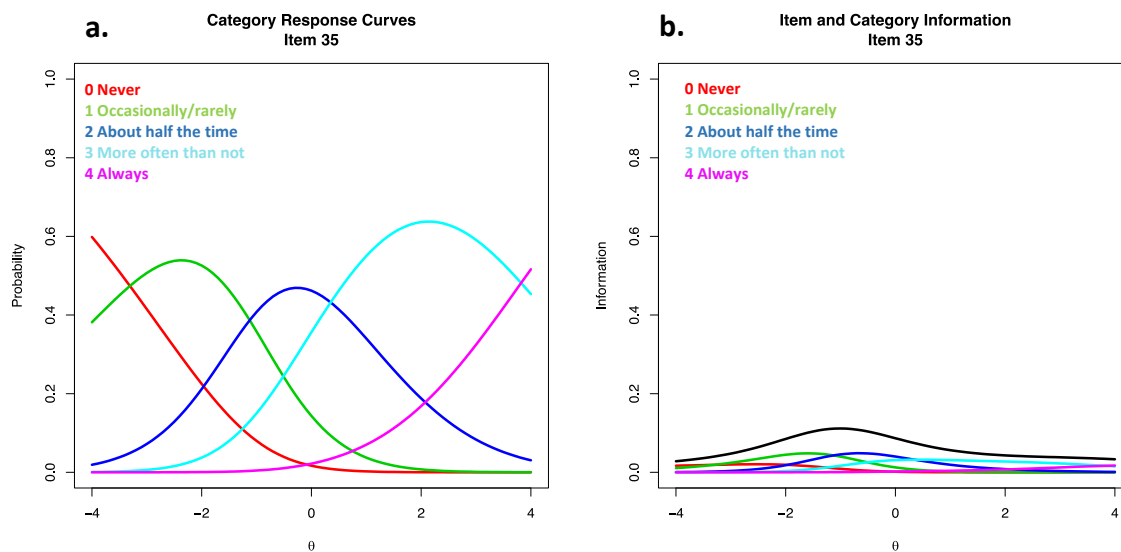 a.
Category Response Curves
Item 35
0 Never
1 Occasionally/rarely
2 About half the time
3 More often than not
4 Always
Probability
0.0
0.2
0.4
0.6
0.8
1.0
−4
−2
0
2
4
θ
b.
Item and Category Information
Item 35
0 Never
1 Occasionally/rarely
2 About half the time
3 More often than not
4 Always
Information
0.0
0.2
0.4
0.6
0.8
1.0
−4
−2
0
2
4
θ